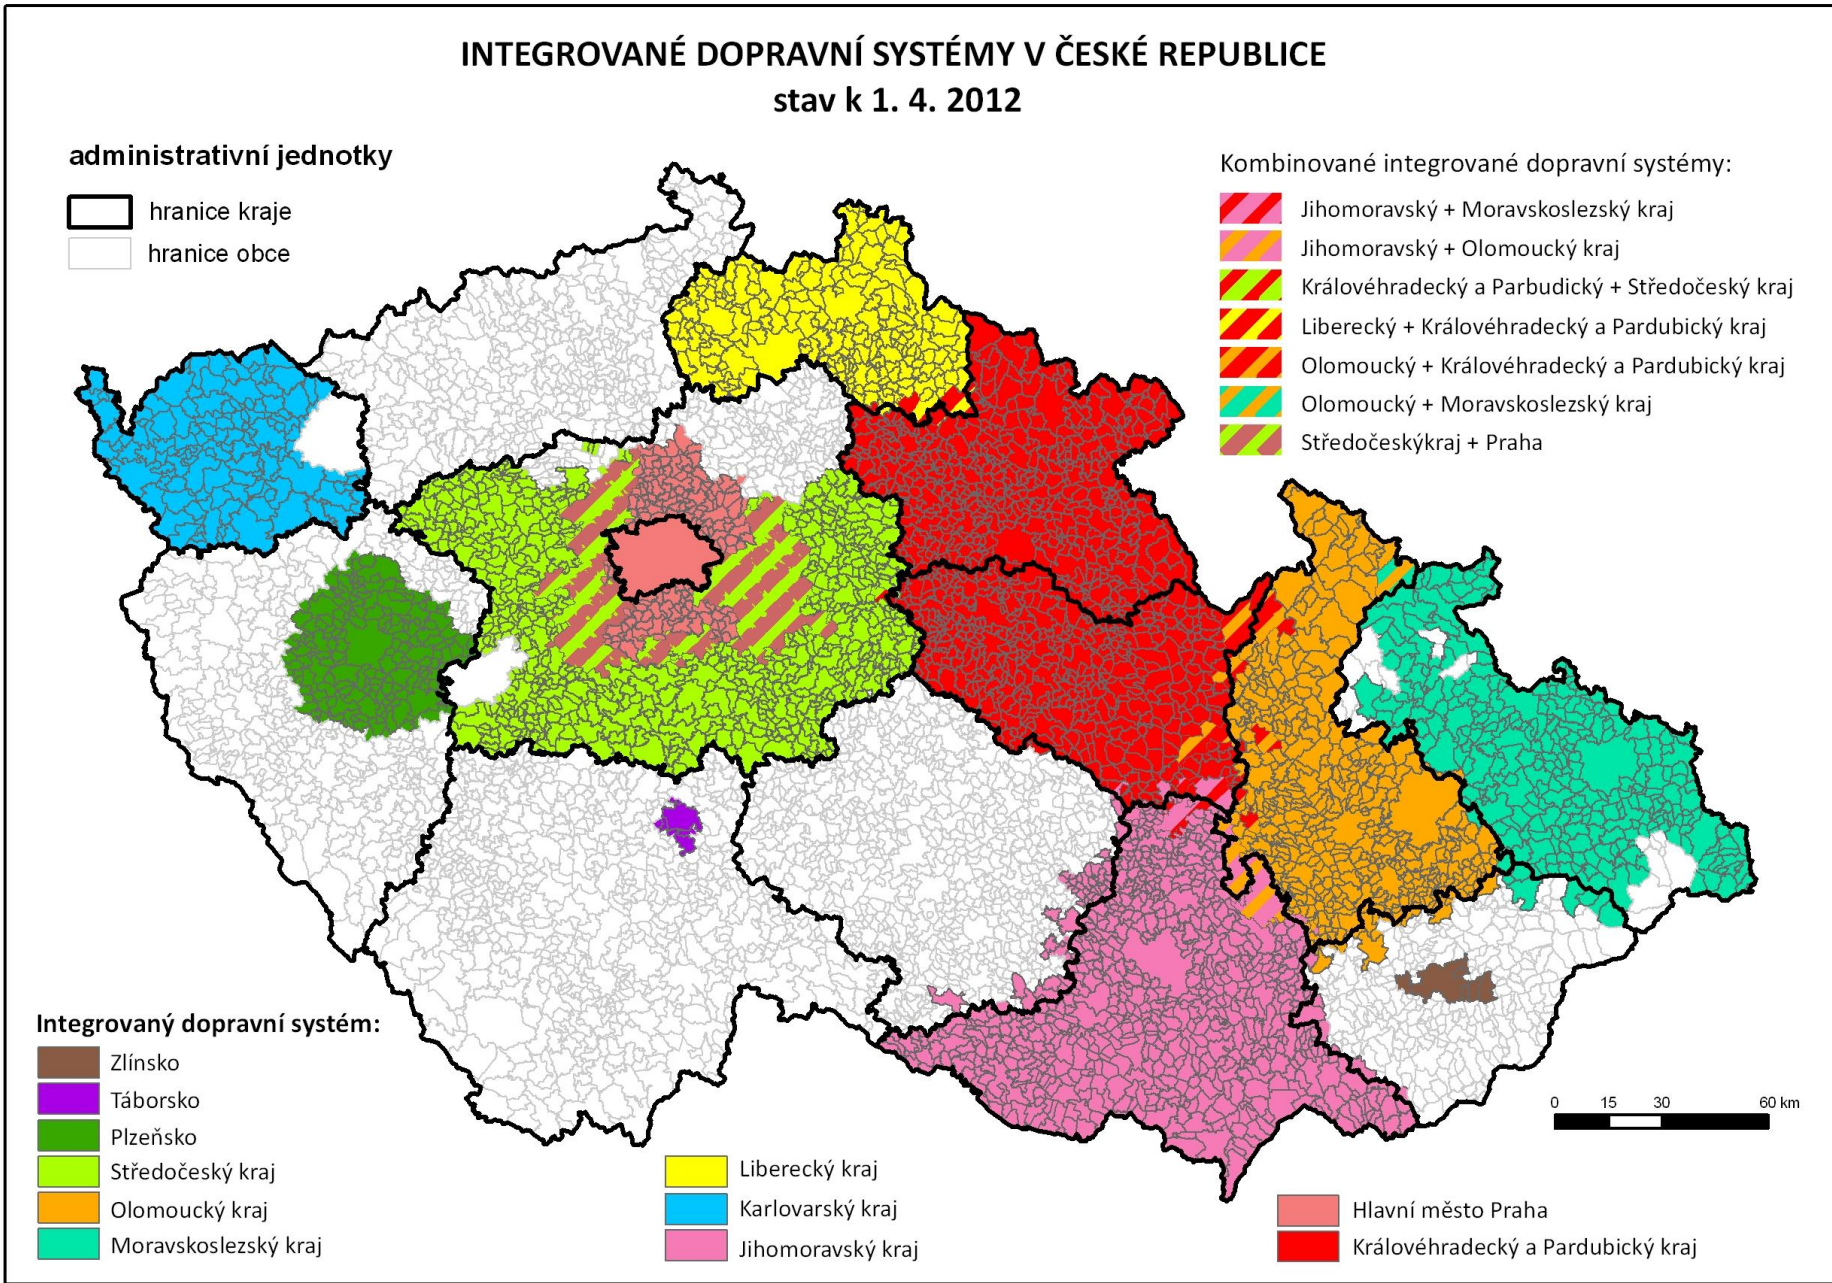 INTEGROVANÉ DOPRAVNÍ SYSTÉMY V ČESKÉ REPUBLICE
stav k 1. 4. 2012
administrativní jednotky
hranice kraje
hranice obce
Kombinované integrované dopravní systémy:
Jihomoravský + Moravskoslezský kraj
Jihomoravský + Olomoucký kraj
Královéhradecký a Parbudický + Středočeský kraj
Liberecký + Královéhradecký a Pardubický kraj
Olomoucký + Královéhradecký a Pardubický kraj
Olomoucký + Moravskoslezský kraj
Středočeskýkraj + Praha
Integrovaný dopravní systém:
Zlínsko
Táborsko
Plzeňsko
Středočeský kraj
Olomoucký kraj
Moravskoslezský kraj
Liberecký kraj
Karlovarský kraj
Jihomoravský kraj
Hlavní město Praha
Královéhradecký a Pardubický kraj
0 15 30 60 km